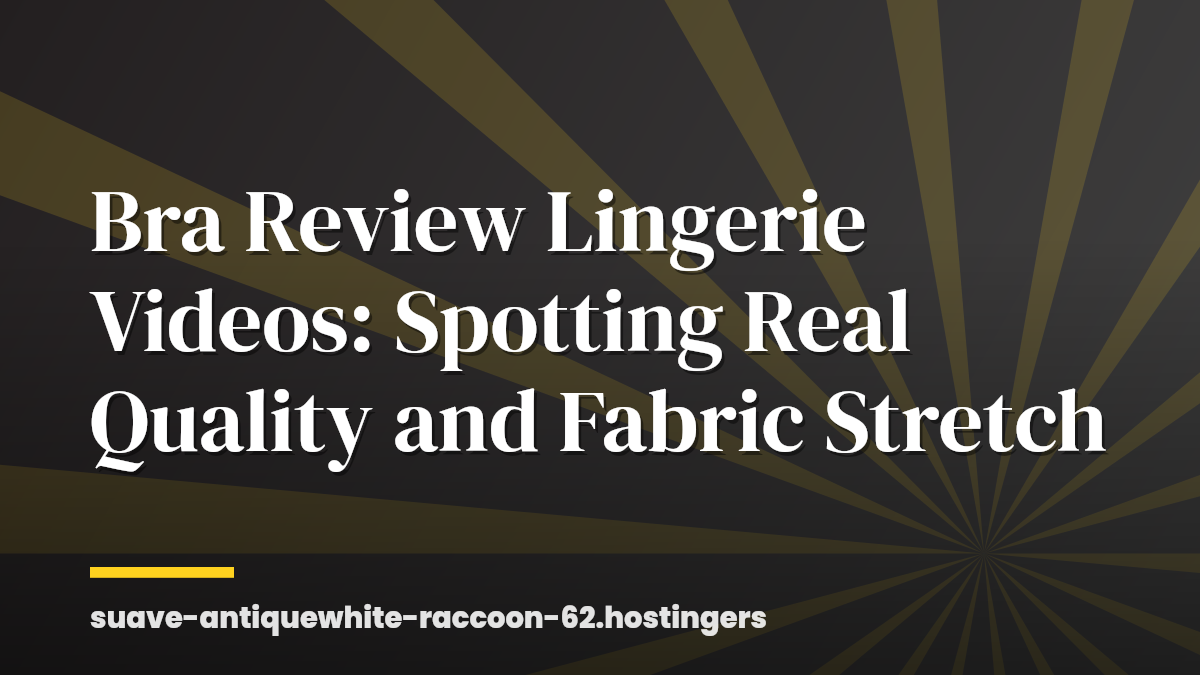 Bra Review Lingerie
Videos: Spotting Real
Quality and Fabric Stretch
suave-antiquewhite-raccoon-62.hostingers